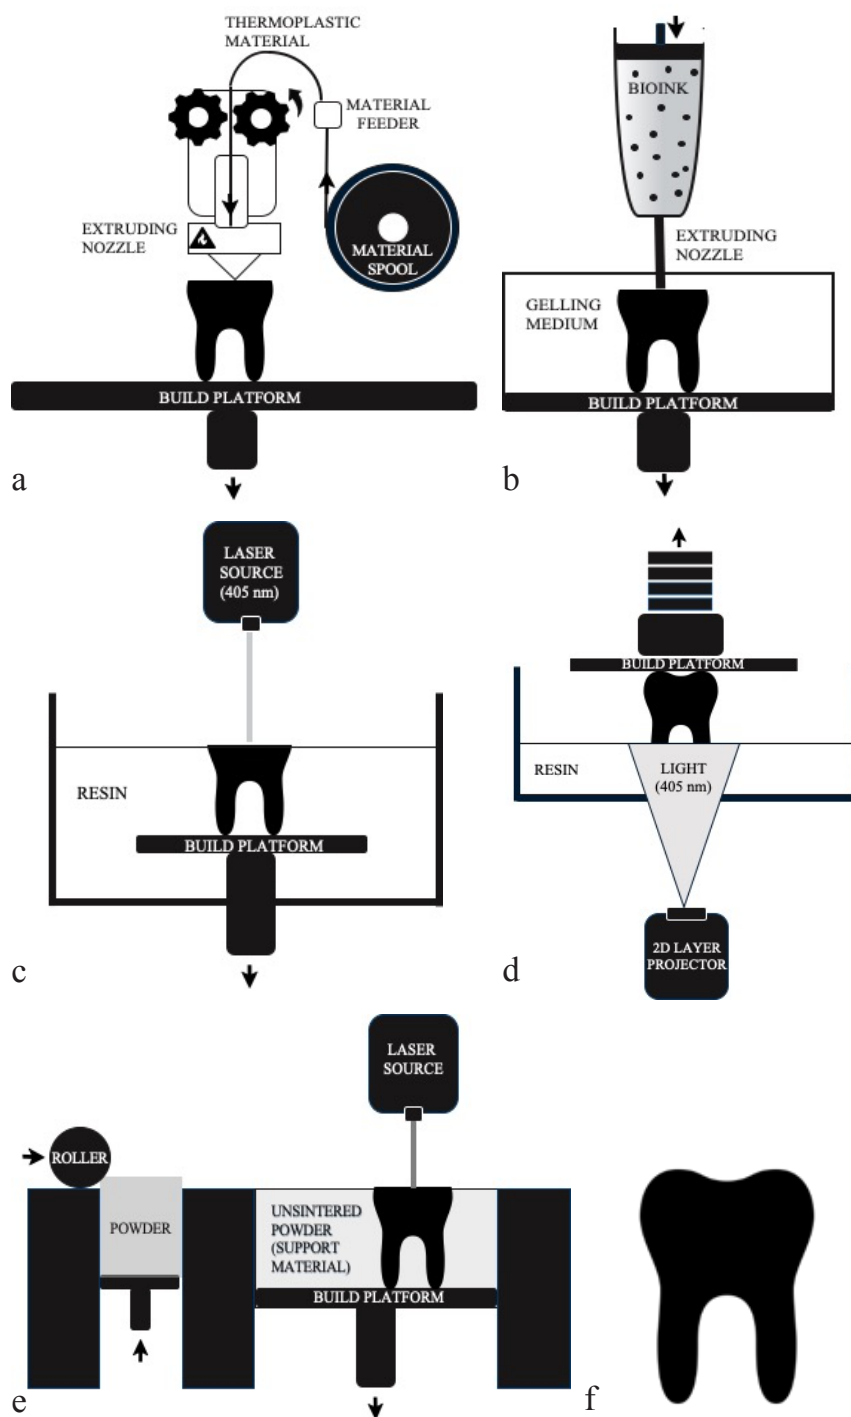 THERMOPLASTIC
MATERIAL
MATERIAL
FEEDER
EXTRUDING
NOZZLE
MATERIAL
SPOOL
BUILD PLATFORM
a
BIOINK
EXTRUDING
NOZZLE
GELLING
MEDIUM
BUILD PLATFORM
b
LASER
SOURCE
(405 nm)
RESIN
BUILD PLATFORM
c
BUILD PLATFORM
RESIN
LIGHT
(405 nm)
2D LAYER
PROJECTOR
d
LASER
SOURCE
ROLLER
POWDER
UNSINTERED
POWDER
(SUPPORT
MATERIAL)
BUILD PLATFORM
e
f